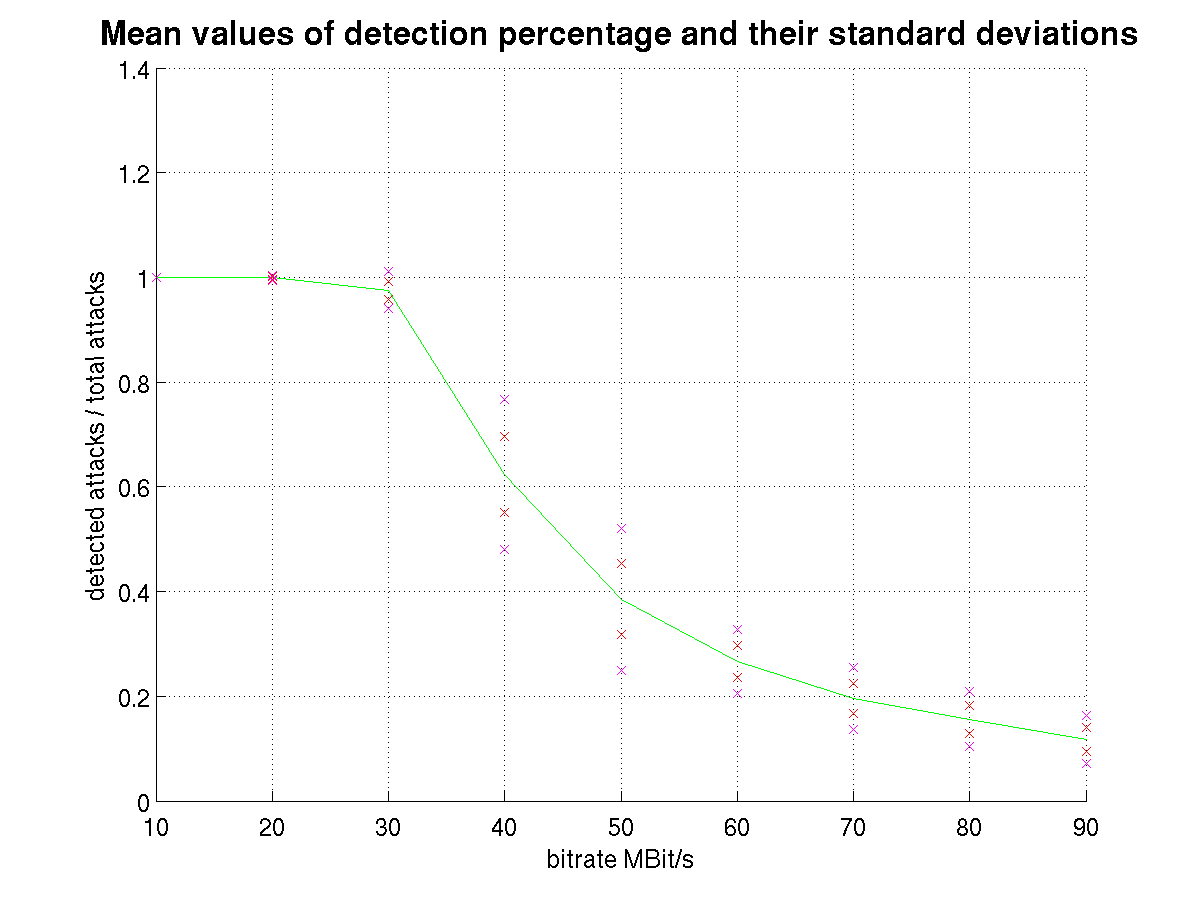 Mean values of detection percentage and their standard deviations
1.4
1.2
1
0.8
0.6
0.4
0.2
0
detected attacks / total attacks
10 20 30 40 50 60 70 80 90
bitrate MBit/s